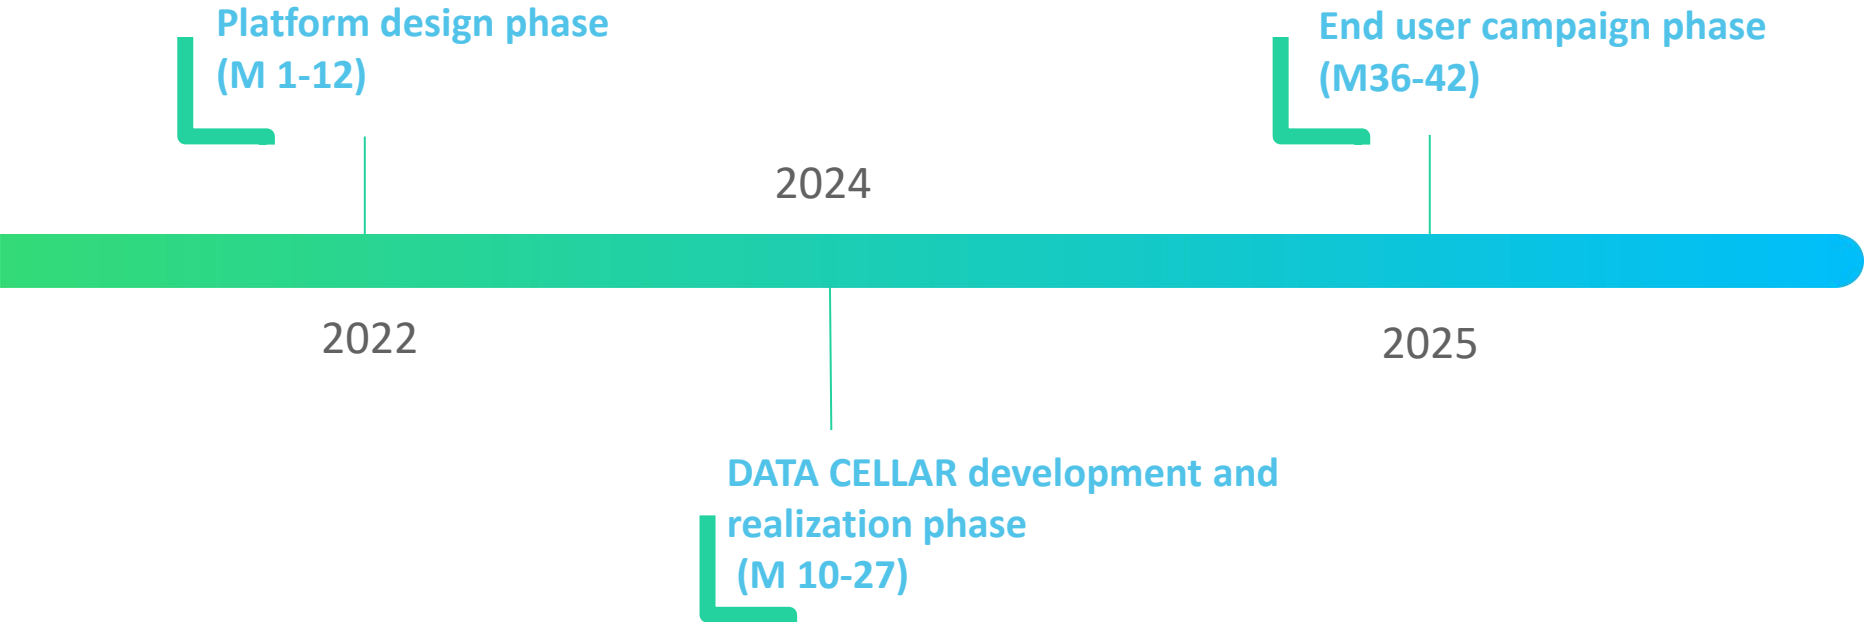 Platform design phase
(M 1-12)
End user campaign phase
(M36-42)
2024
2022
2025
DATA CELLAR development and
realization phase
(M 10-27)